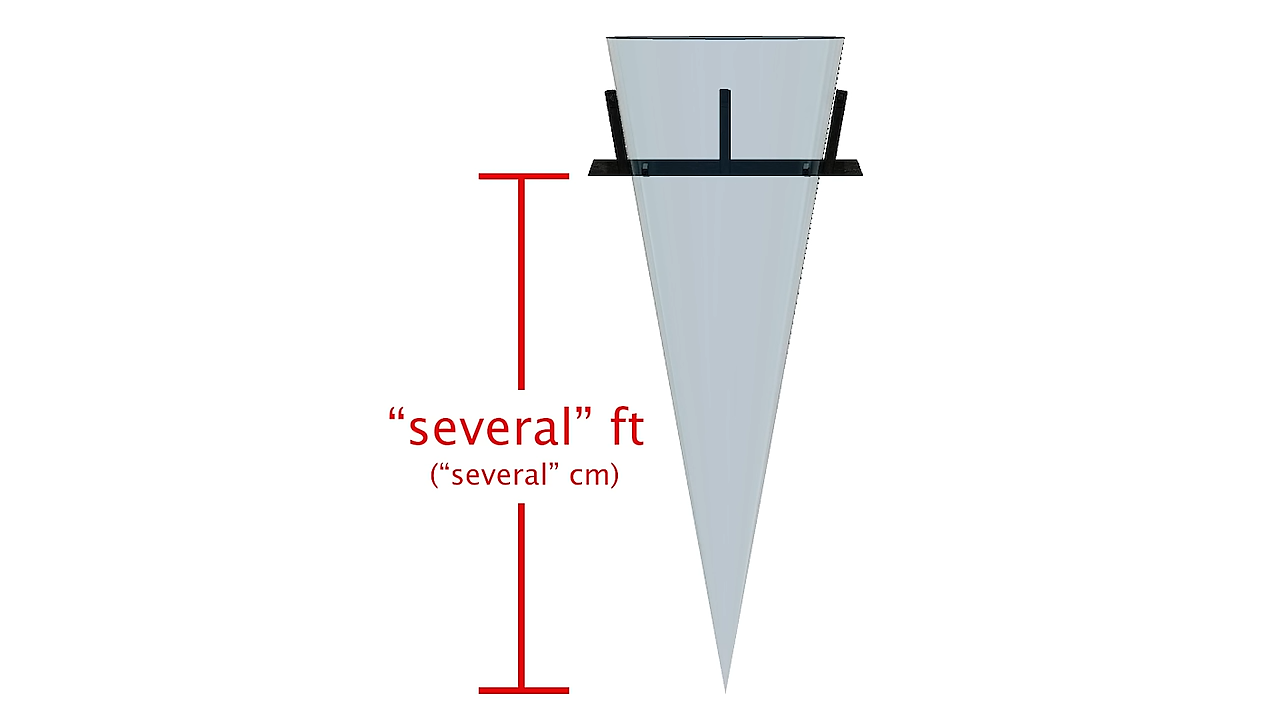 “several” ft
(“several” cm)